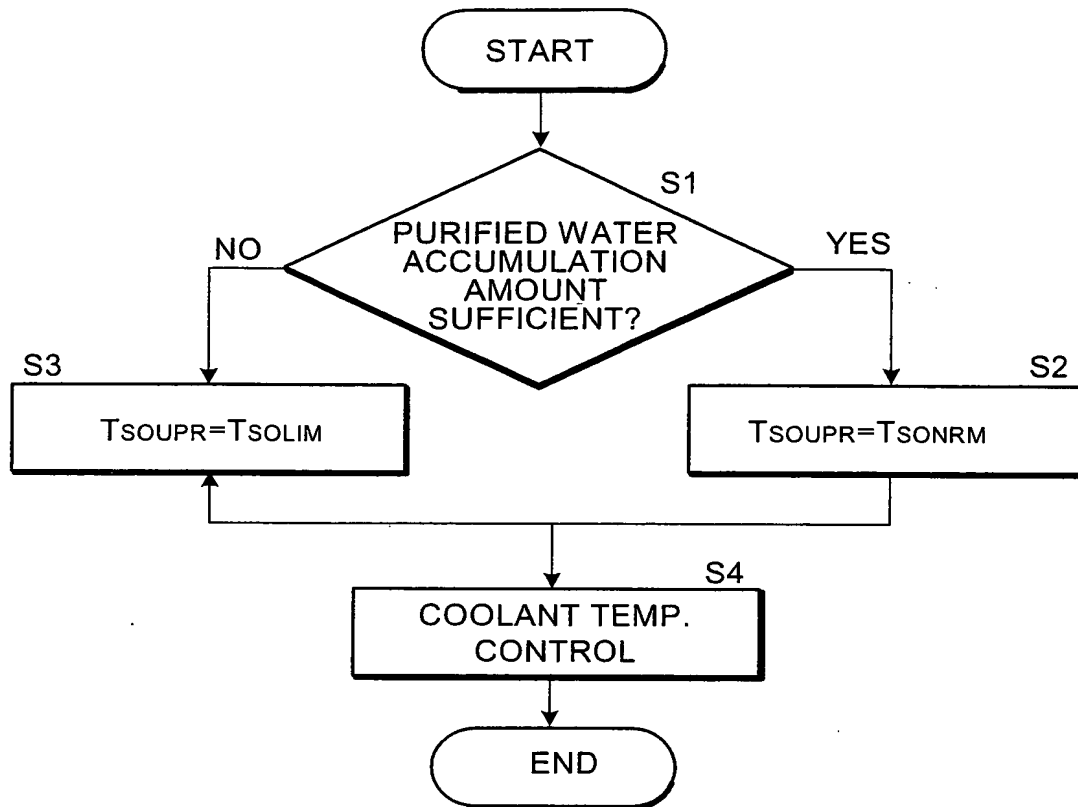 START
S1
PURIFIED WATER
ACCUMULATION
AMOUNT
SUFFICIENT?
NO
YES
S3
TSOUPR=TSOLIM
S2
TSOUPR=TSONRM
S4
COOLANT TEMP.
CONTROL
END